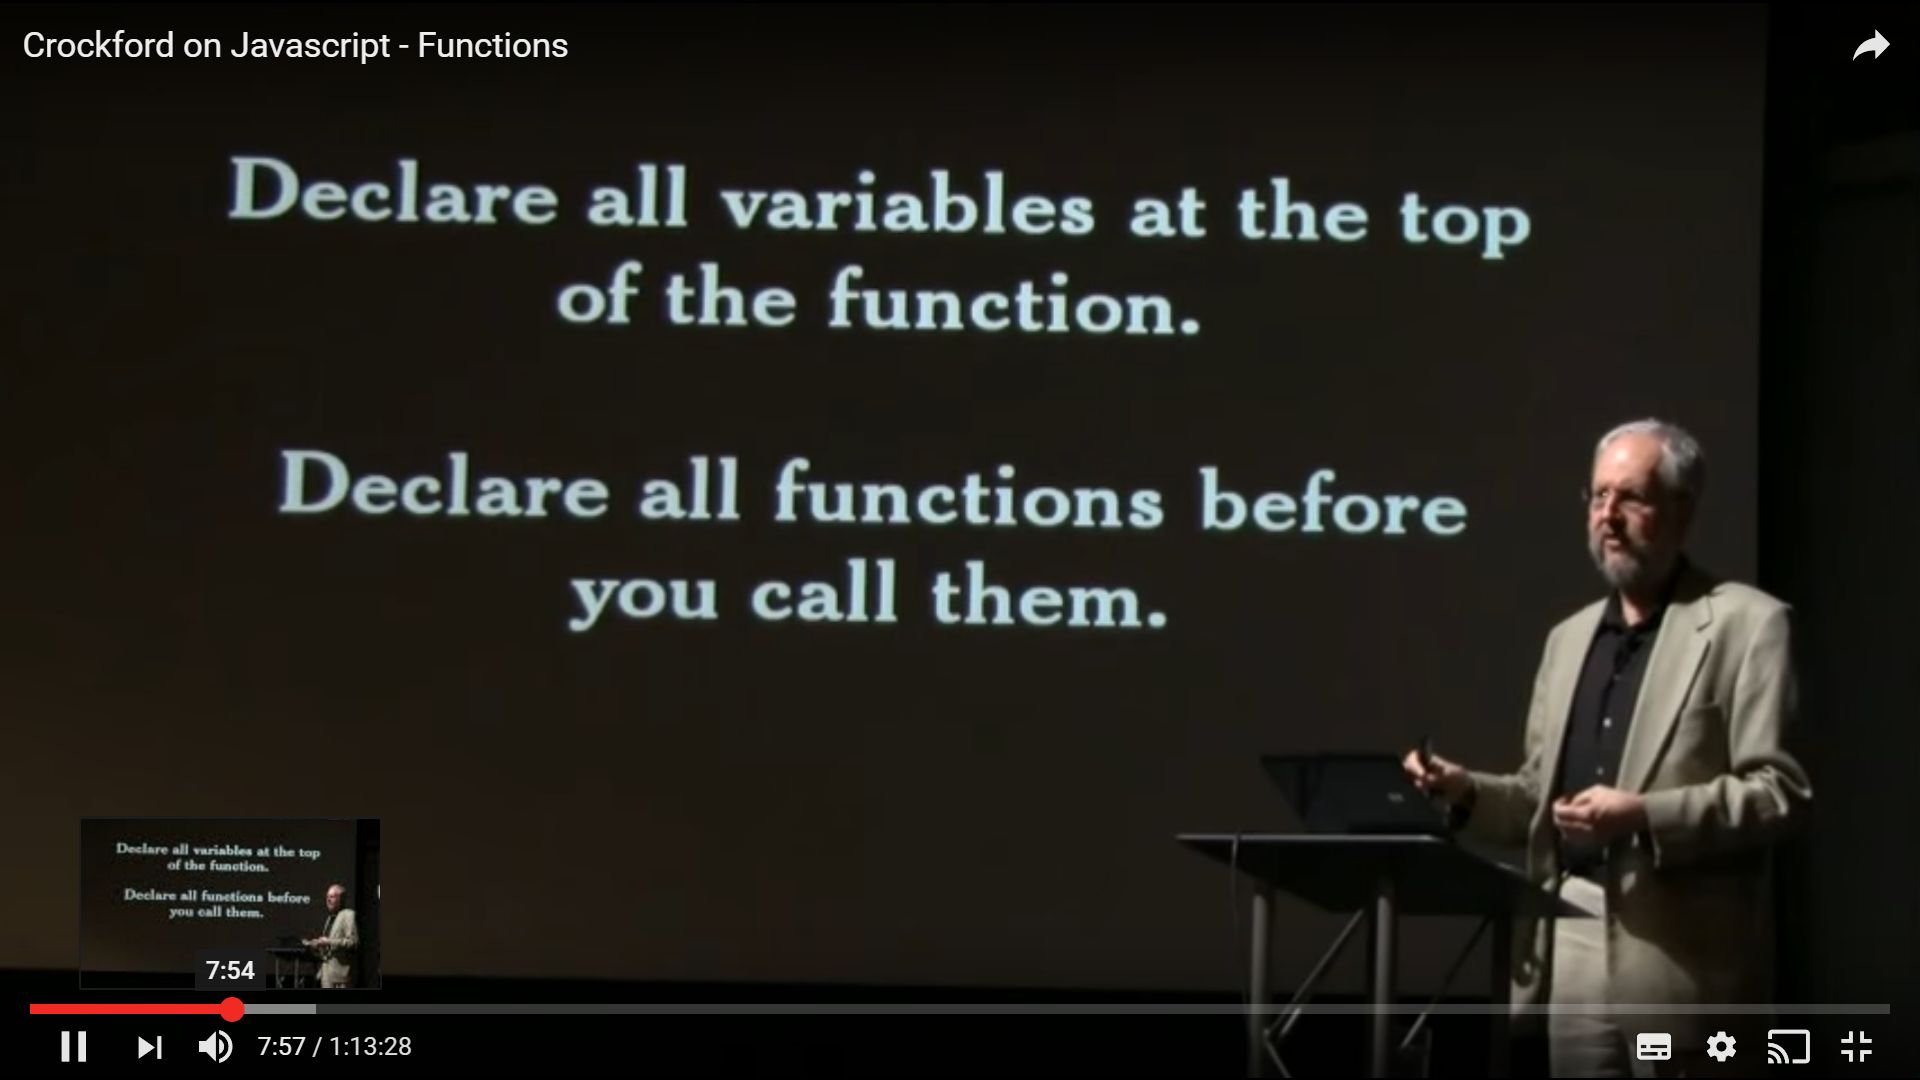 Crockford on Javascript - Functions
Declare all variables at the top
of the function.
Declare all functions before
you call them.
Declare all variables at the top
of the function.
Declare all functions before
you call them.
7:54
7:57 / 1:13:28